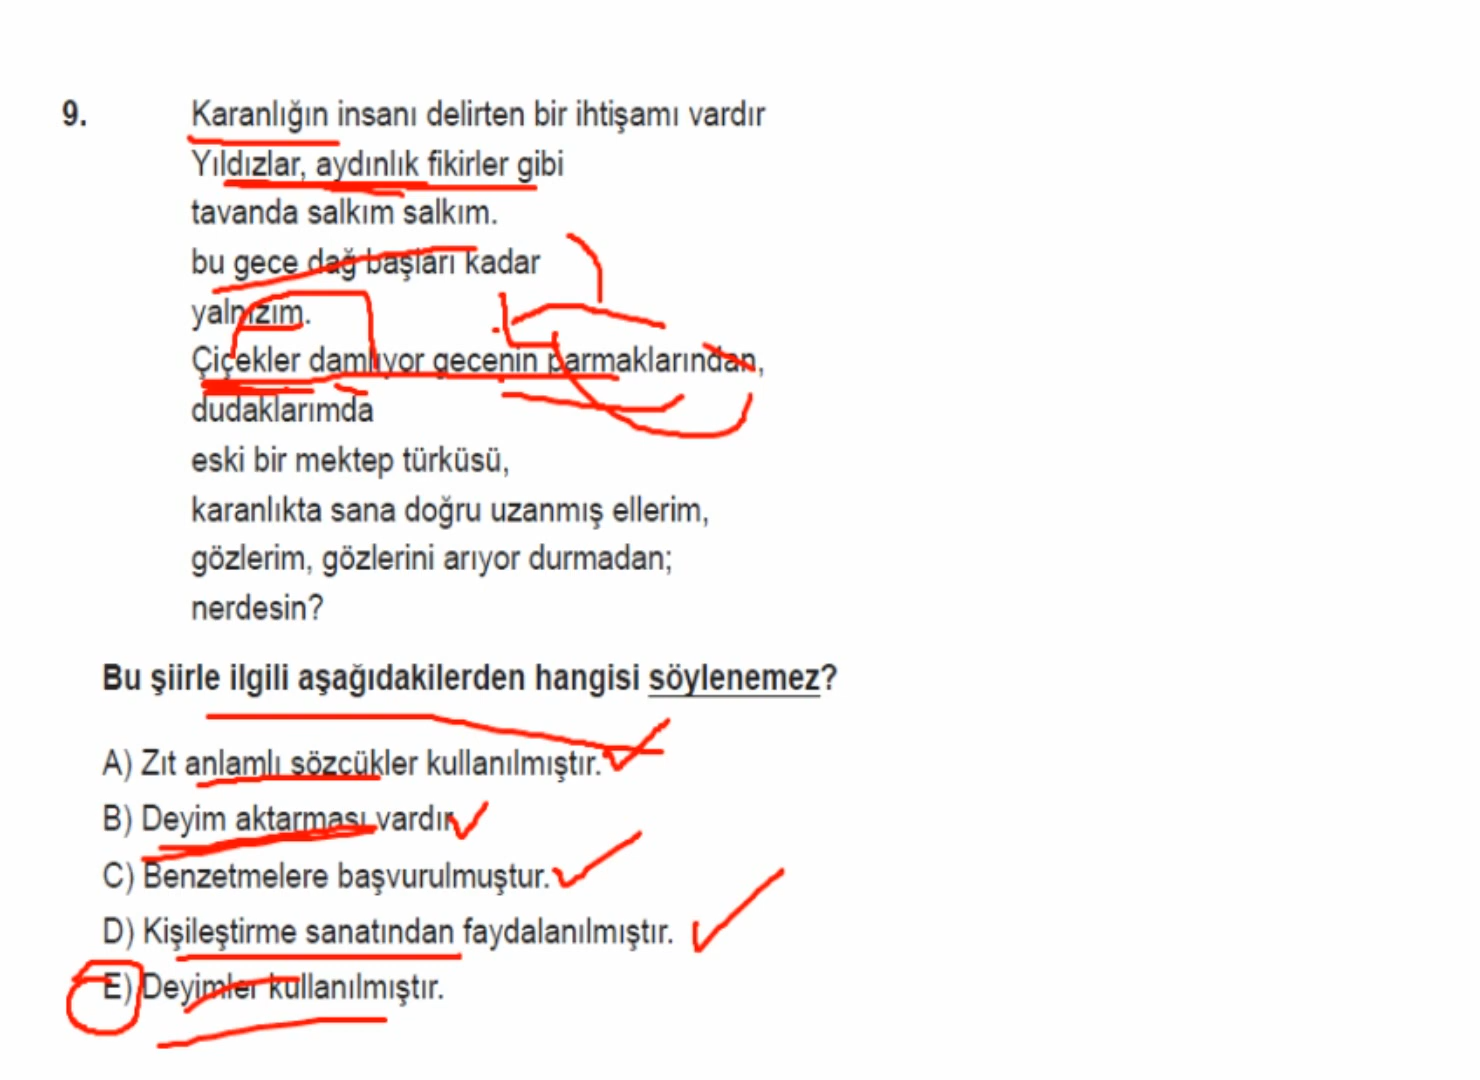 9.
Karanlığın insanı delirten bir ihtişamı vardır
Yıldızlar, aydınlık fikirler gibi
tavanda salkım salkım.
bu gece dağ başları kadar
yalnızım.
Çiçekler damlıyor gecenin parmaklarından,
dudaklarımda
eski bir mektep türküsü,
karanlıkta sana doğru uzanmış ellerim,
gözlerim, gözlerini arıyor durmadan;
nerdesin?
Bu şiirle ilgili aşağıdakilerden hangisi söylenemez?
A) Zıt anlamlı sözcükler kullanılmıştır.
B) Deyim aktarması vardır.
C) Benzetmelere başvurulmuştur.
D) Kişileştirme sanatından faydalanılmıştır.
E) Deyimler kullanılmıştır.